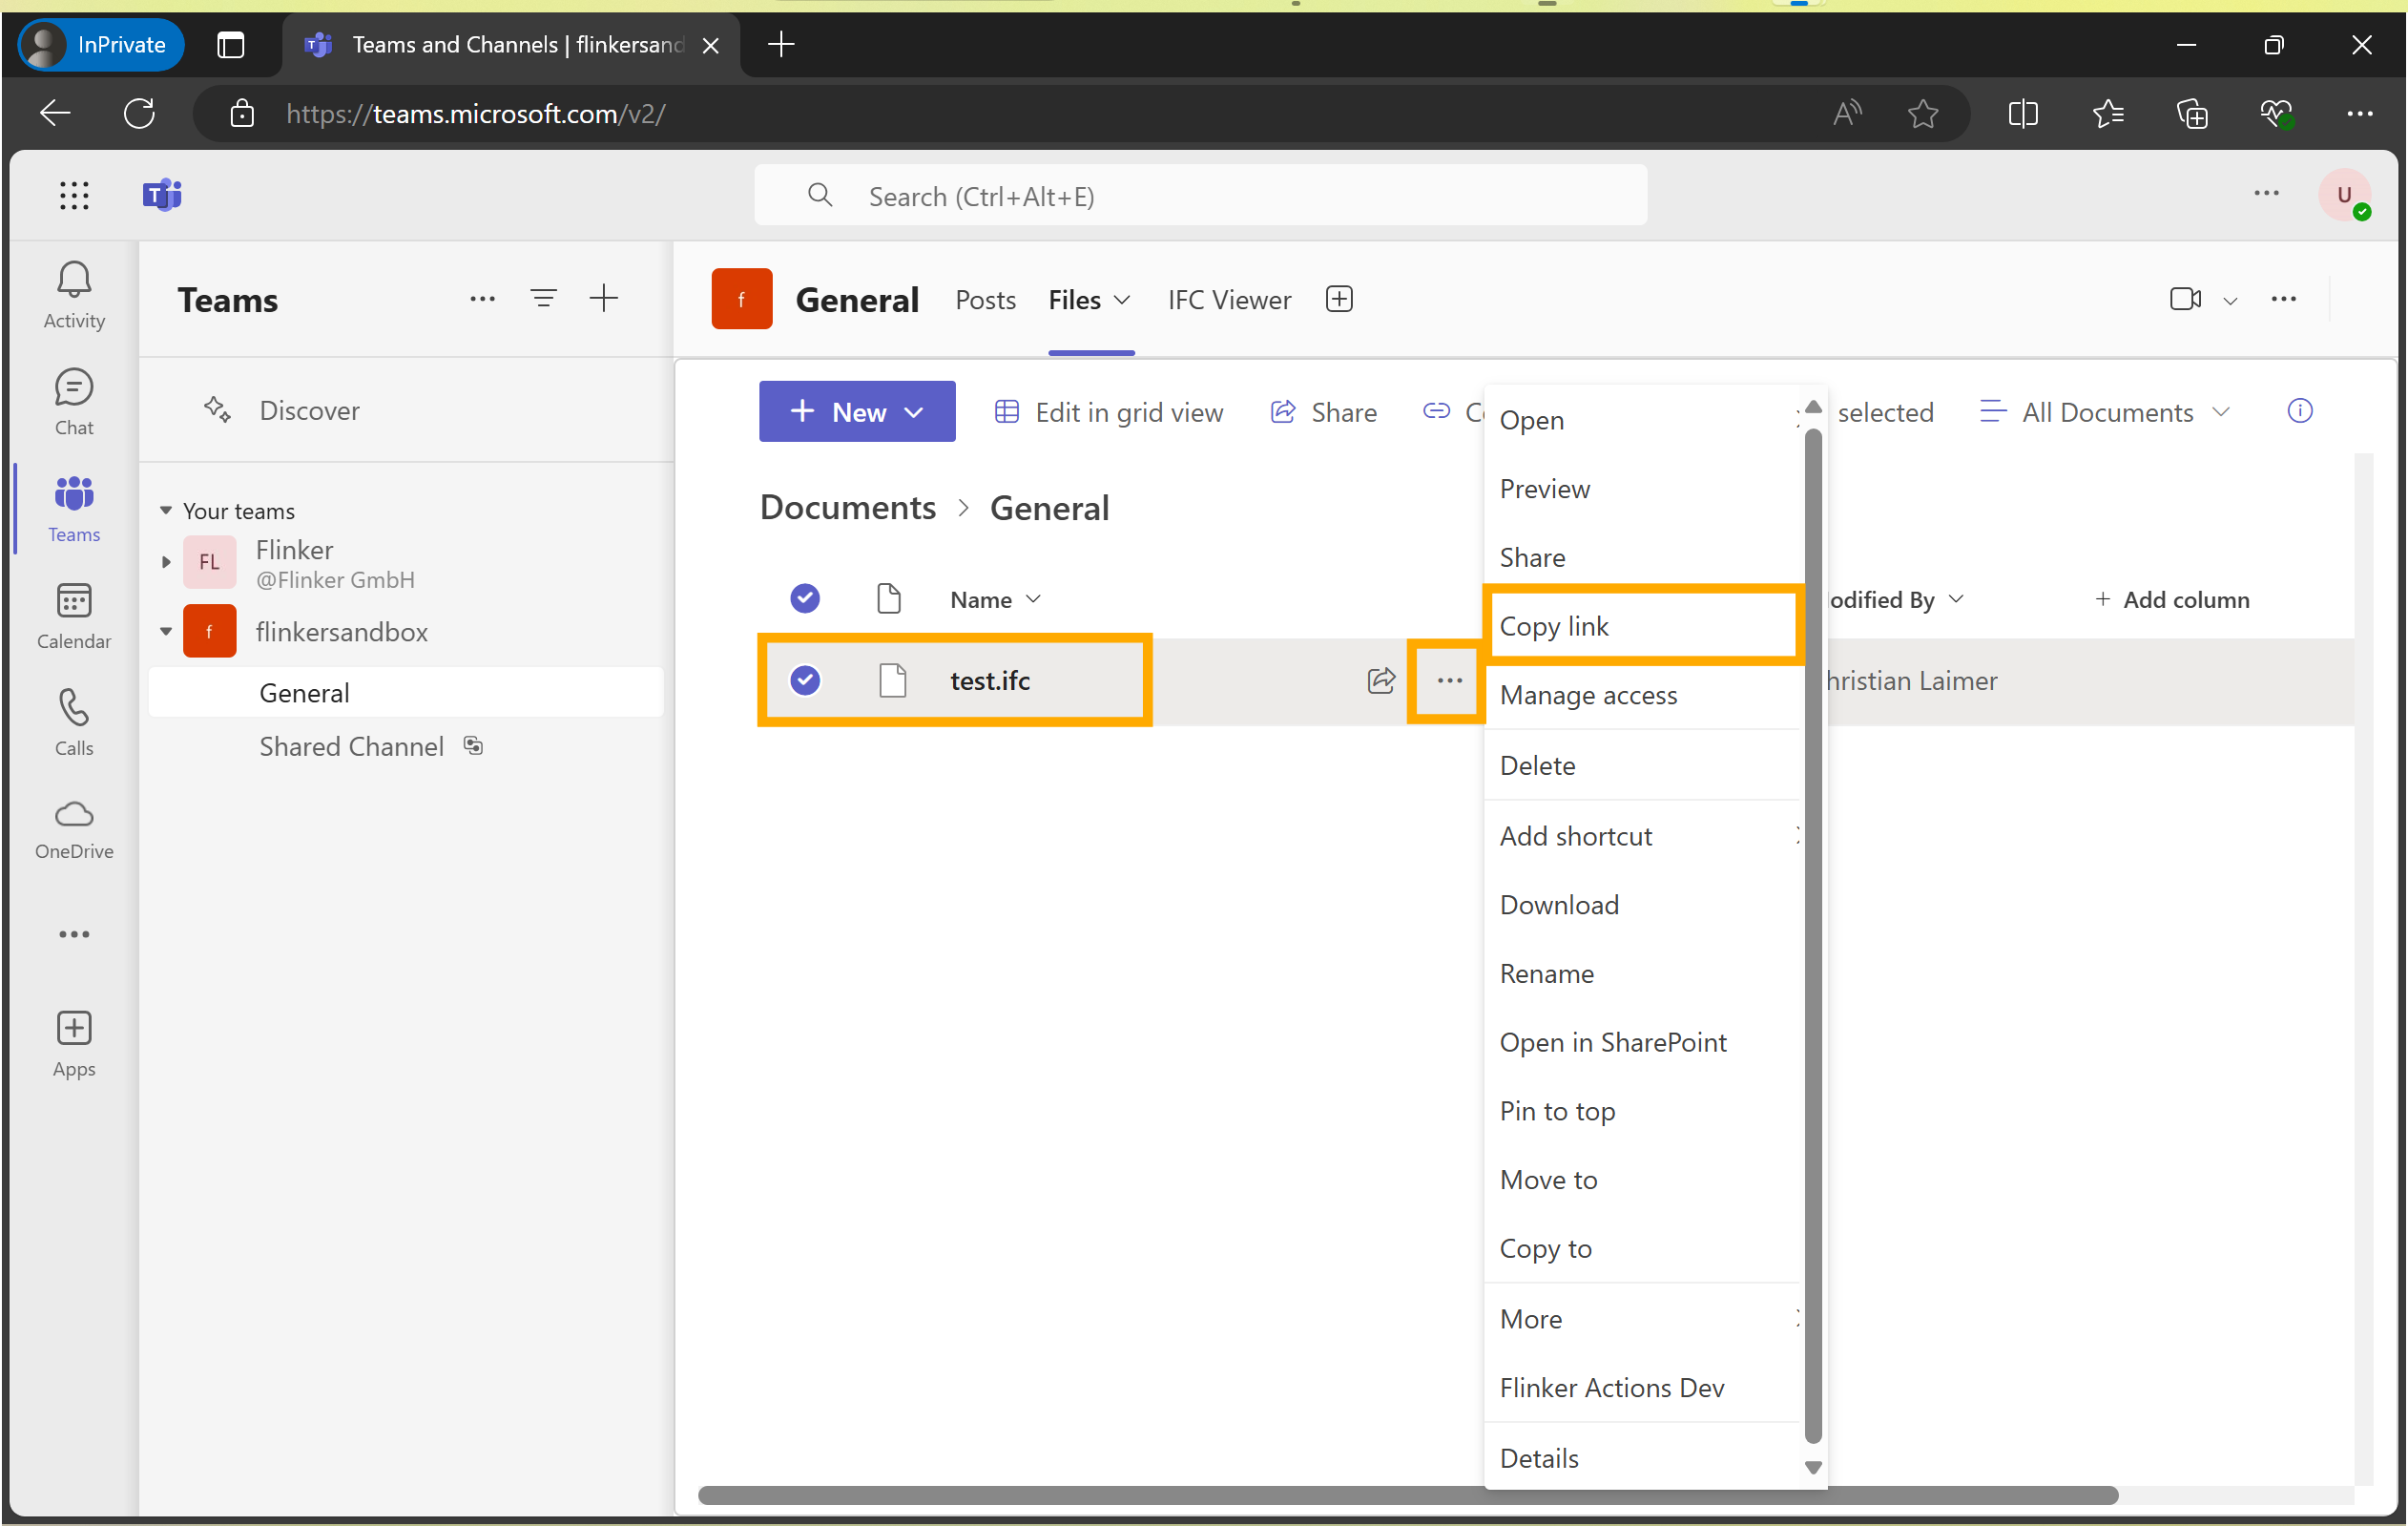 InPrivate
Teams and Channels | flinkersand
https://teams.microsoft.com/v2/
Search (Ctrl+Alt+E)
U
Activity
Chat
Teams
Calendar
Calls
OneDrive
Apps
Teams
Discover
Your teams
FL
Flinker
@Flinker GmbH
f
flinkersandbox
General
Shared Channel
f
General
Posts
Files
IFC Viewer
New
Edit in grid view
Share
selected
All Documents
Documents > General
Name
odified By
Add column
test.ifc
hristian Laimer
Open
Preview
Share
Copy link
Manage access
Delete
Add shortcut
Download
Rename
Open in SharePoint
Pin to top
Move to
Copy to
More
Flinker Actions Dev
Details